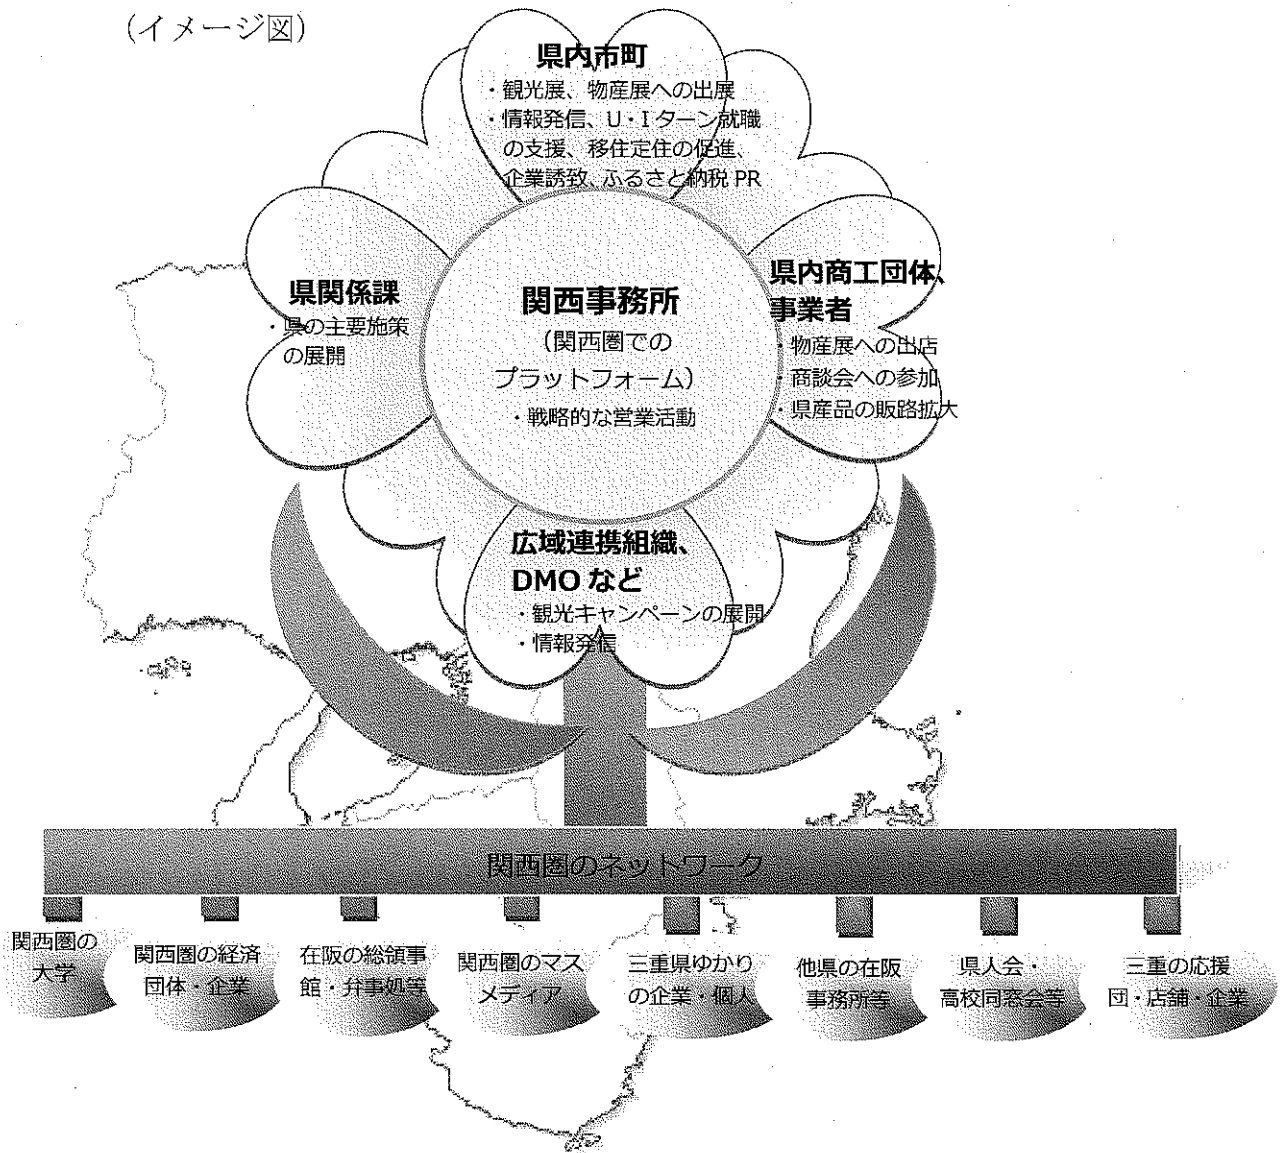 （イメージ図）
県内市町
・観光展、物産展への出展
・情報発信、U・Iターン就職
の支援、移住定住の促進、
企業誘致、ふるさと納税 PR
県関係課
・県の主要施策
の展開
関西事務所
（関西圏での
プラットフォーム）
・戦略的な営業活動
県内商工団体、
事業者
・物産展への出店
・商談会への参加
・県産品の販路拡大
広域連携組織、
DMO など
・観光キャンペーンの展開
・情報発信
関西圏のネットワーク
関西圏の
大学
関西圏の経済
団体・企業
在阪の総領事
館・弁事処等
関西圏のマス
メディア
三重県ゆかり
の企業・個人
他県の在阪
事務所等
県人会・
高校同窓会等
三重の応援
団・店舗・企業